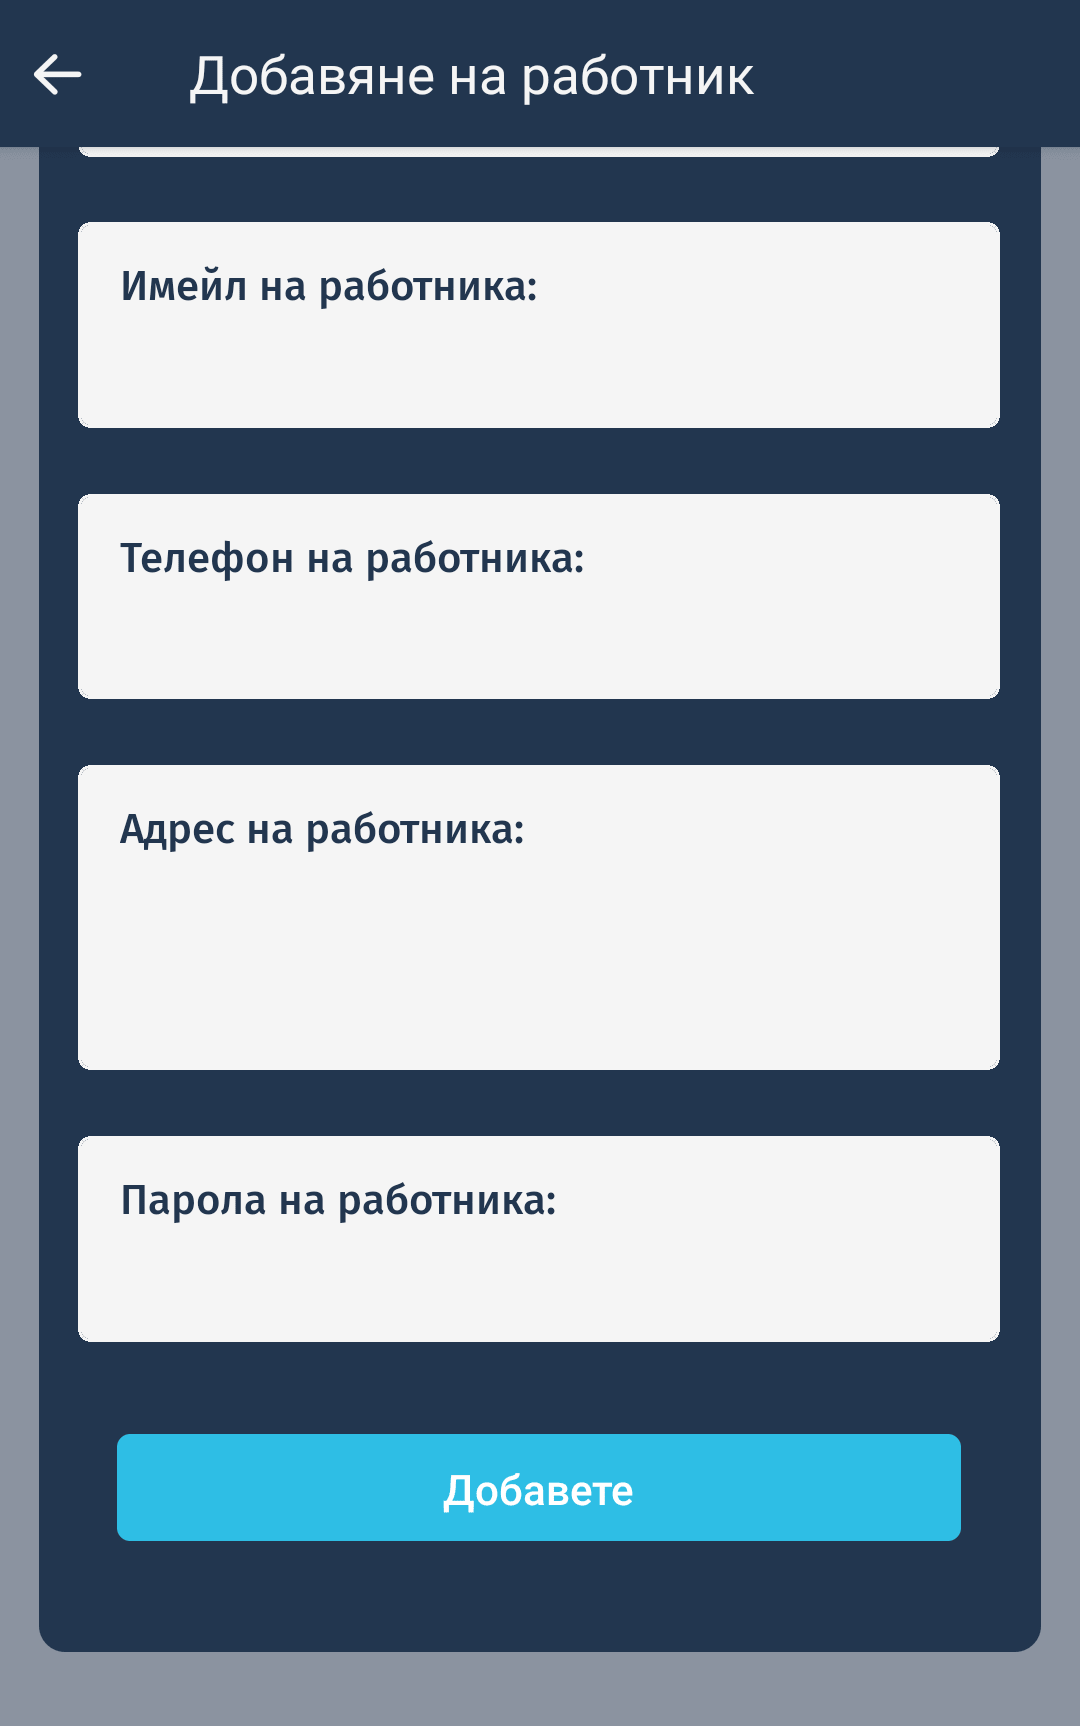 Добавяне на работник
Имейл на работника:
Телефон на работника:
Адрес на работника:
Парола на работника:
Добавете